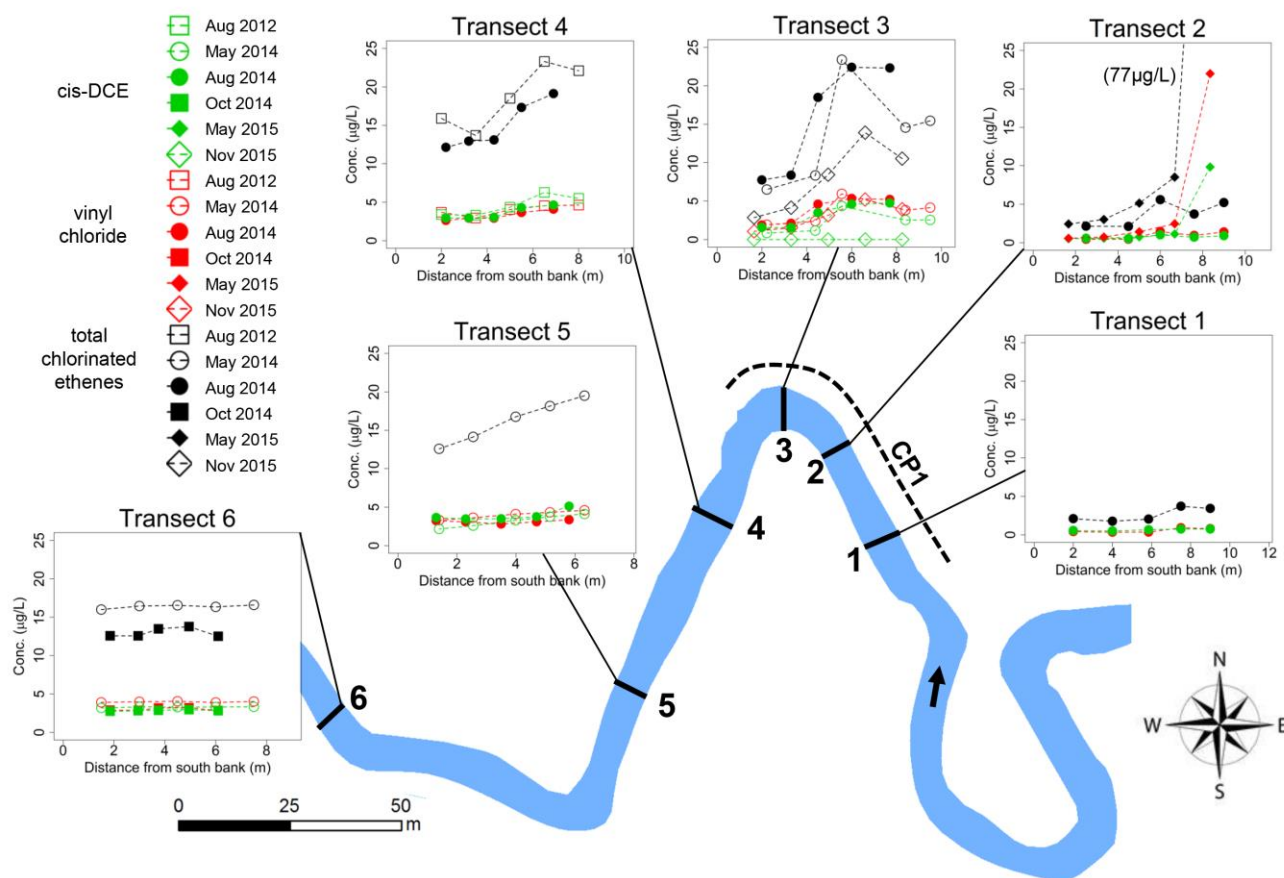 cis-DCE
Aug 2012
May 2014
Aug 2014
Oct 2014
May 2015
Nov 2015
vinyl
chloride
Aug 2012
May 2014
Aug 2014
Oct 2014
May 2015
Nov 2015
total
chlorinated
ethenes
Aug 2012
May 2014
Aug 2014
Oct 2014
May 2015
Nov 2015
Transect 4
Conc. (µg/L)
0 5 10 15 20 25
0 2 4 6 8 10
Distance from south bank (m)
Transect 3
Conc. (µg/L)
0 5 10 15 20 25
0 2 4 6 8 10
Distance from south bank (m)
Transect 2
(77µg/L)
Conc. (µg/L)
0 5 10 15 20 25
0 2 4 6 8 10
Distance from south bank (m)
Transect 5
Conc. (µg/L)
0 5 10 15 20 25
0 2 4 6 8
Distance from south bank (m)
Transect 1
Conc. (µg/L)
0 5 10 15 20 25
0 2 4 6 8 10 12
Distance from south bank (m)
Transect 6
Conc. (µg/L)
0 5 10 15 20 25
0 2 4 6 8
Distance from south bank (m)
CP1
1
2
3
4
5
6
N
W E
S
0 25 50
m